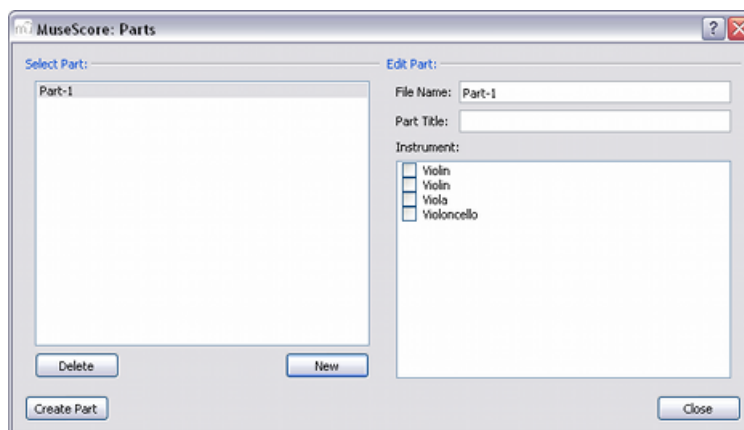 MuseScore: Parts
?
Select Part:
Part-1
Delete
New
Create Part
Edit Part:
File Name: Part-1
Part Title:
Instrument:
Violin
Violin
Viola
Violoncello
Close